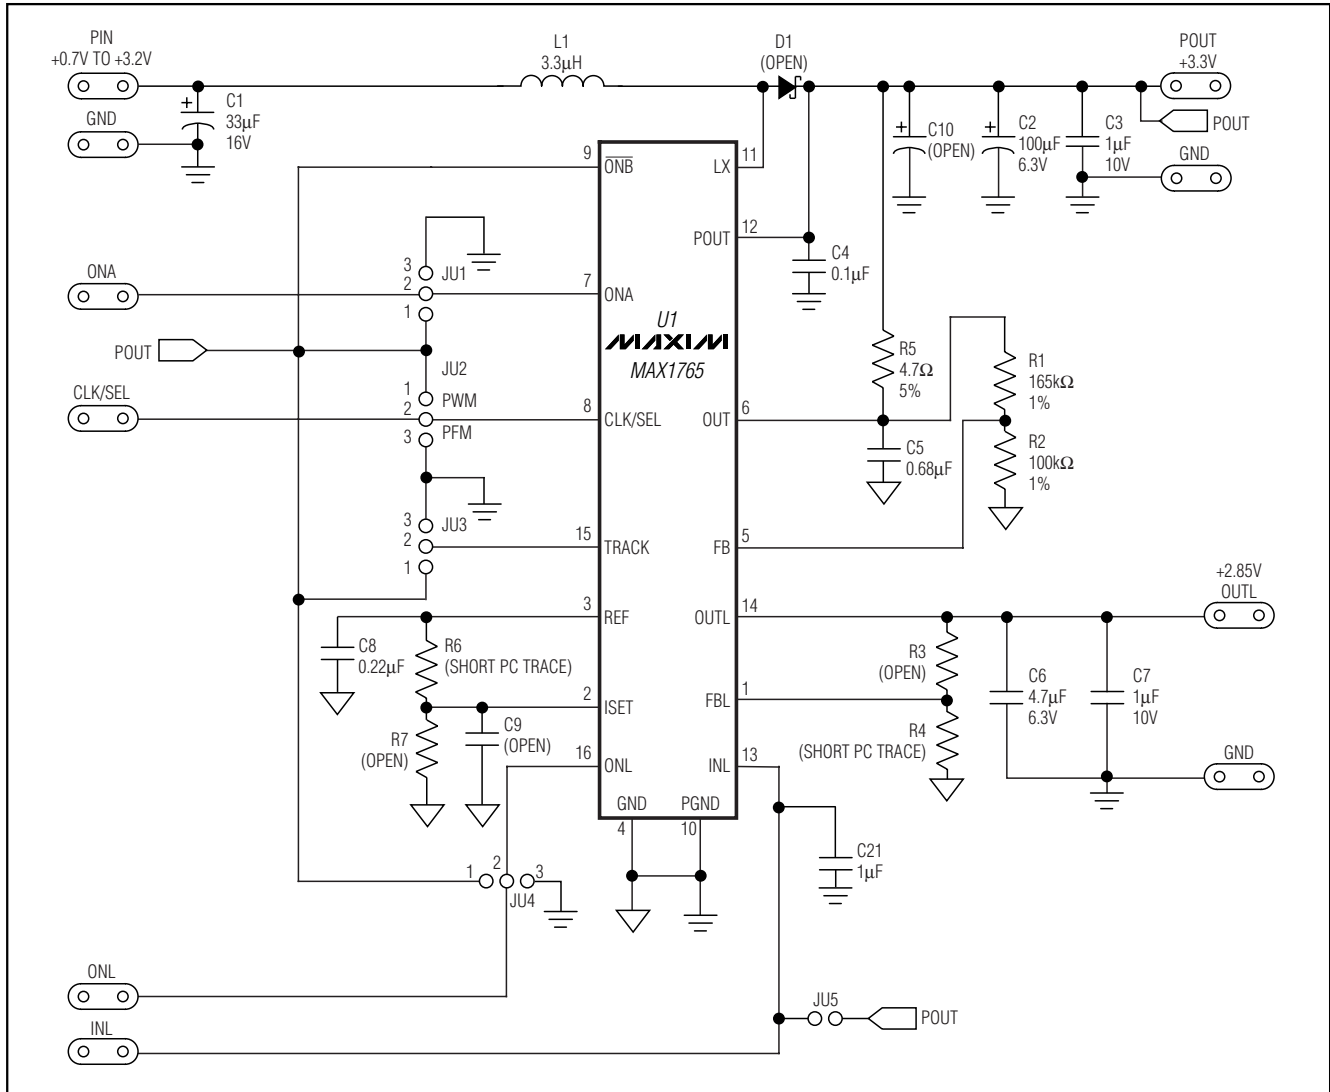 PIN
+0.7V TO +3.2V
L1
3.3μH
D1
(OPEN)
POUT
+3.3V
C1
33μF
16V
GND
C10
(OPEN)
C2
100μF
6.3V
C3
1μF
10V
POUT
GND
9
ONB
11
LX
12
POUT
C4
0.1μF
3
2
1
JU1
ONA
7
ONA
U1
MAXIM
MAX1765
POUT
JU2
1
2
3
PWM
PFM
CLK/SEL
8
CLK/SEL
6
OUT
R5
4.7Ω
5%
R1
165kΩ
1%
R2
100kΩ
1%
C5
0.68μF
3
2
1
JU3
15
TRACK
5
FB
3
REF
14
OUTL
+2.85V
OUTL
C8
0.22μF
R6
(SHORT PC TRACE)
R3
(OPEN)
C6
4.7μF
6.3V
C7
1μF
10V
2
ISET
1
FBL
R7
(OPEN)
C9
(OPEN)
R4
(SHORT PC TRACE)
16
ONL
13
INL
GND
GND
4
PGND
10
C21
1μF
1
2
3
JU4
ONL
INL
JU5
POUT